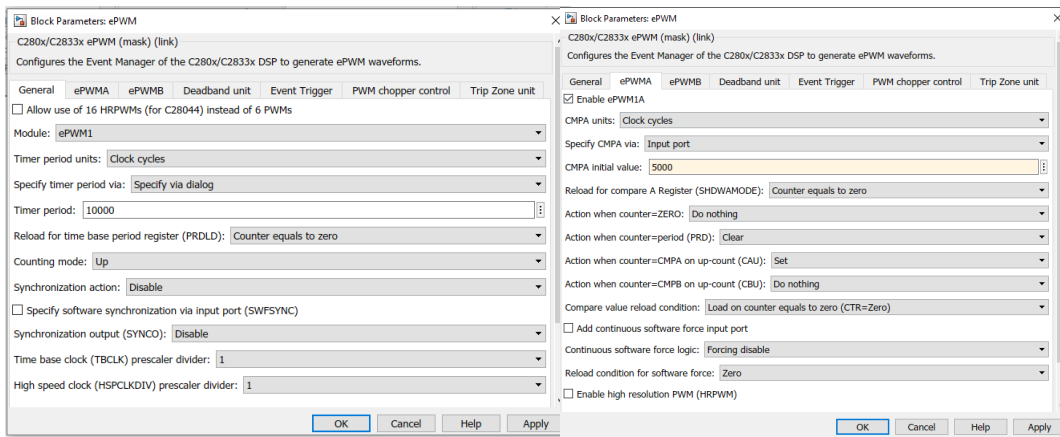 Block Parameters: ePWM
C280x/C2833x ePWM (mask) (link)
Configures the Event Manager of the C280x/C2833x DSP to generate ePWM waveforms.
General ePWMA ePWMB Deadband unit Event Trigger PWM chopper control Trip Zone unit
Allow use of 16 HRPWMs (for C28044) instead of 6 PWMs
Module: ePWM1
Timer period units: Clock cycles
Specify timer period via: Specify via dialog
Timer period: 10000
Reload for time base period register (PRDLD): Counter equals to zero
Counting mode: Up
Synchronization action: Disable
Specify software synchronization via input port (SWFSYNC)
Synchronization output (SYNCO): Disable
Time base clock (TBCLK) prescaler divider: 1
High speed clock (HSPCLKDIV) prescaler divider: 1
OK Cancel Help Apply
Block Parameters: ePWM
C280x/C2833x ePWM (mask) (link)
Configures the Event Manager of the C280x/C2833x DSP to generate ePWM waveforms.
General ePWMA ePWMB Deadband unit Event Trigger PWM chopper control Trip Zone unit
Enable ePWM1A
CMPA units: Clock cycles
Specify CMPA via: Input port
CMPA initial value: 5000
Reload for compare A Register (SHDWAMODE): Counter equals to zero
Action when counter=ZERO: Do nothing
Action when counter=period (PRD): Clear
Action when counter=CMPA on up-count (CAU): Set
Action when counter=CMPB on up-count (CBU): Do nothing
Compare value reload condition: Load on counter equals to zero (CTR=Zero)
Add continuous software force input port
Continuous software force logic: Forcing disable
Reload condition for software force: Zero
Enable high resolution PWM (HRPWM)
OK Cancel Help Apply